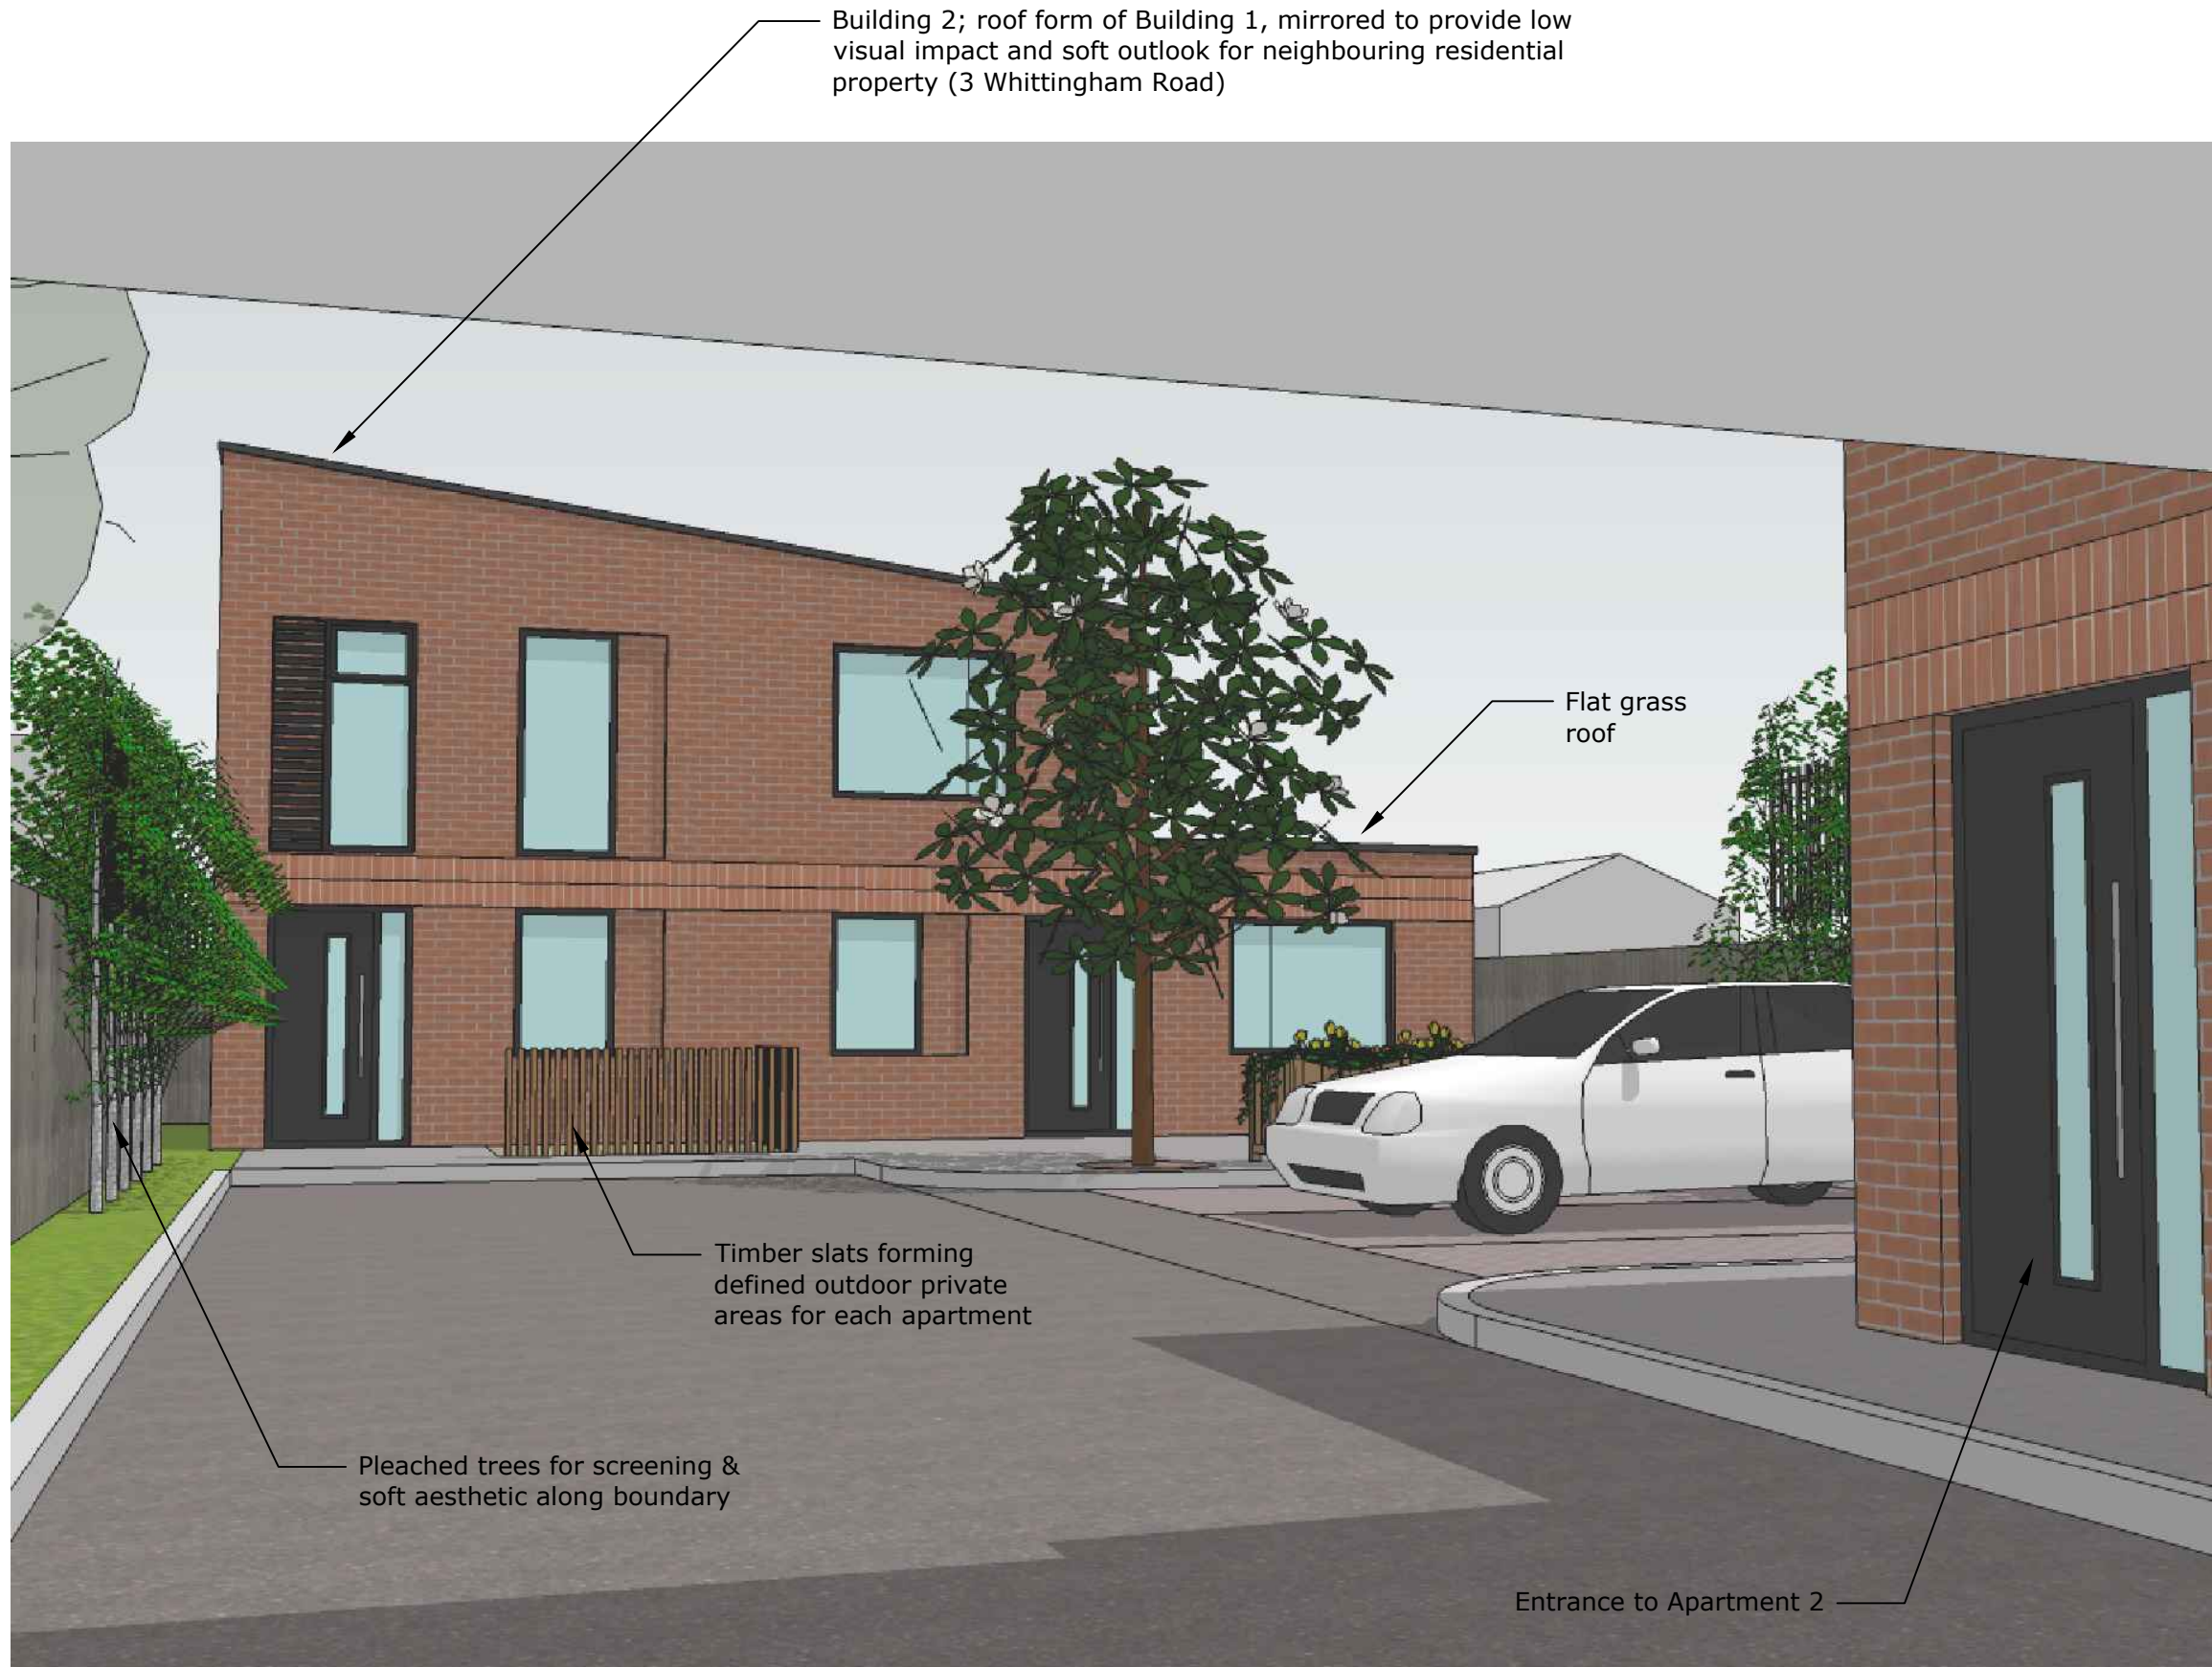 Building 2; roof form of Building 1, mirrored to provide low
visual impact and soft outlook for neighbouring residential
property (3 Whittingham Road)
Flat grass
roof
Timber slats forming
defined outdoor private
areas for each apartment
Pleached trees for screening &
soft aesthetic along boundary
Entrance to Apartment 2